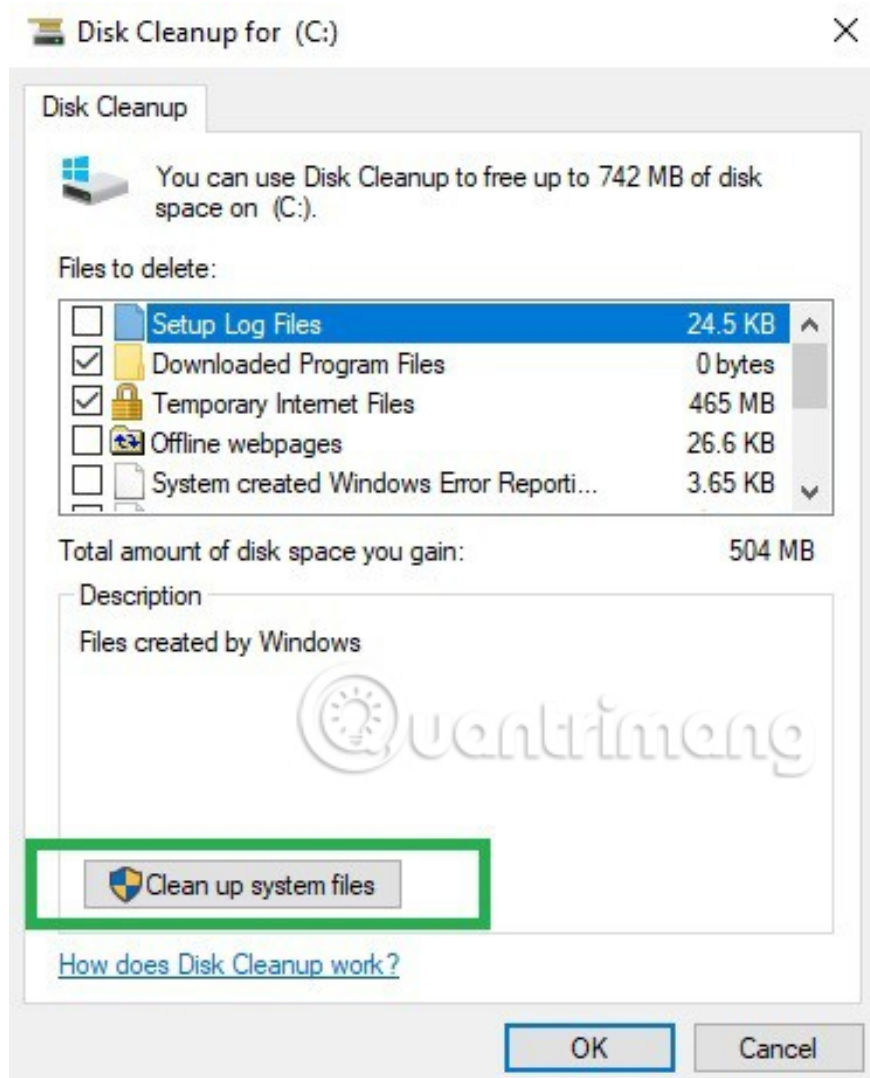 Disk Cleanup for (C:)
Disk Cleanup
You can use Disk Cleanup to free up to 742 MB of disk
space on (C:).
Files to delete:
Setup Log Files 24.5 KB
Downloaded Program Files 0 bytes
Temporary Internet Files 465 MB
Offline webpages 26.6 KB
System created Windows Error Reporti... 3.65 KB
Total amount of disk space you gain: 504 MB
Description
Files created by Windows
Quantrimang
Clean up system files
How does Disk Cleanup work?
OK Cancel